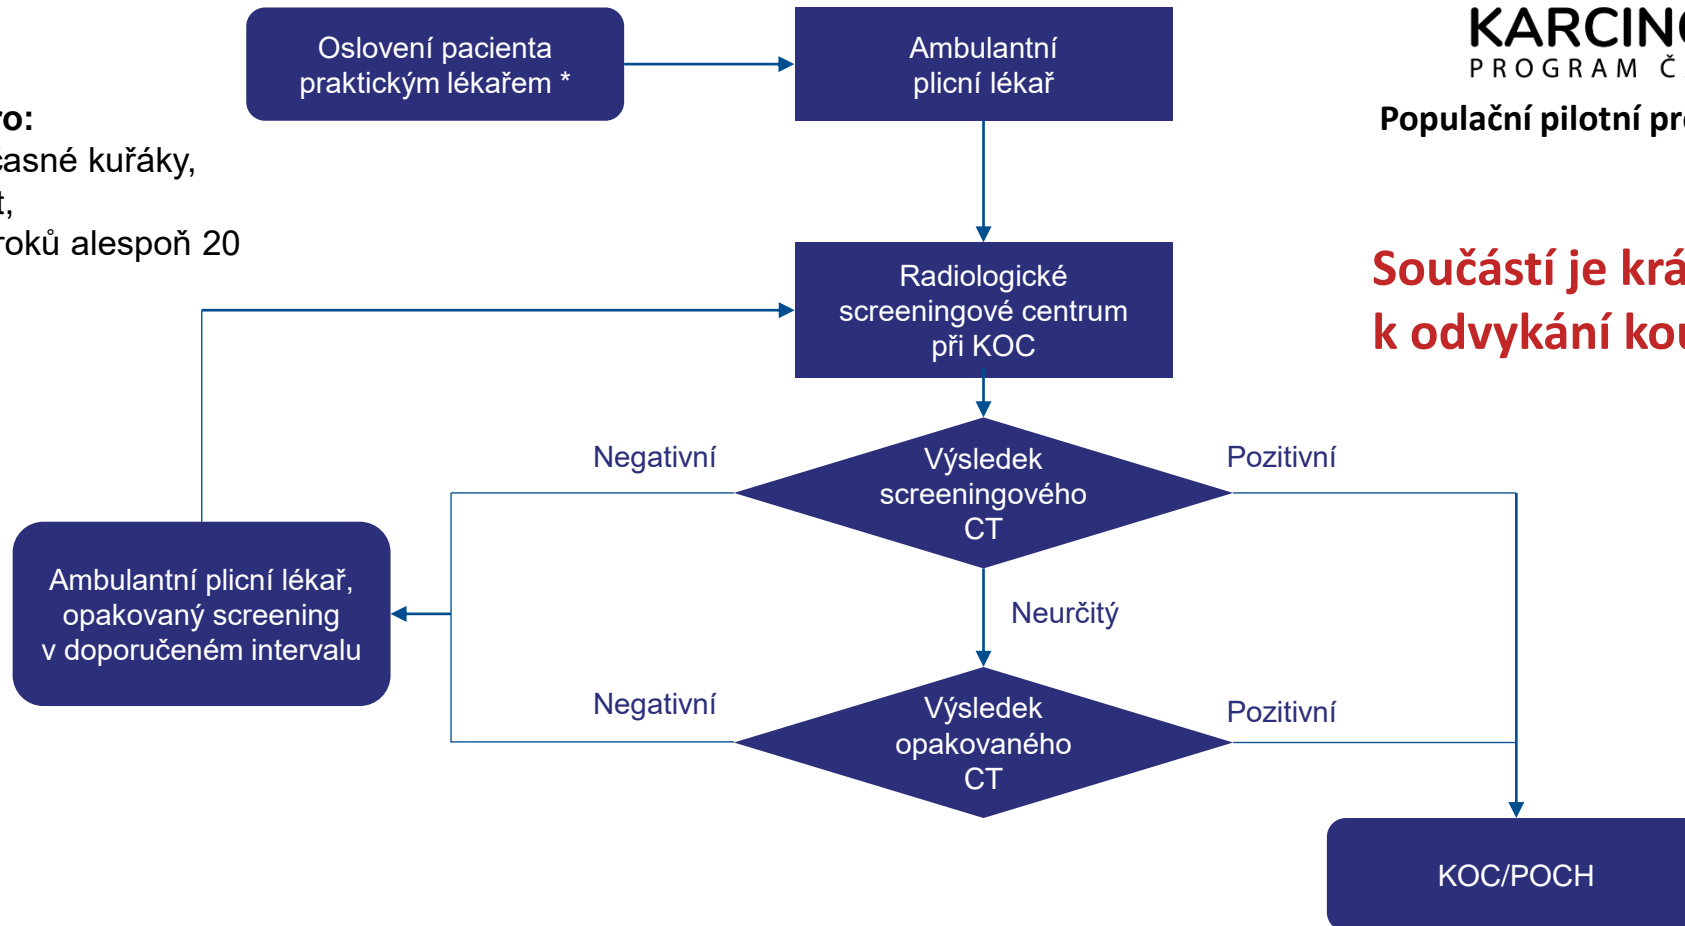 Oslovení pacienta
praktickým lékařem *
Ambulantní
plicní lékař
KARCINO
PROGRAM Č
Populační pilotní pr
ro:
časné kuřáky,
t,
roků alespoň 20
Součástí je krá
k odvykání kou
Radiologické
screeningové centrum
při KOC
Negativní
Výsledek
screeningového
CT
Pozitivní
Ambulantní plicní lékař,
opakovaný screening
v doporučeném intervalu
Neurčitý
Negativní
Výsledek
opakovaného
CT
Pozitivní
KOC/POCH